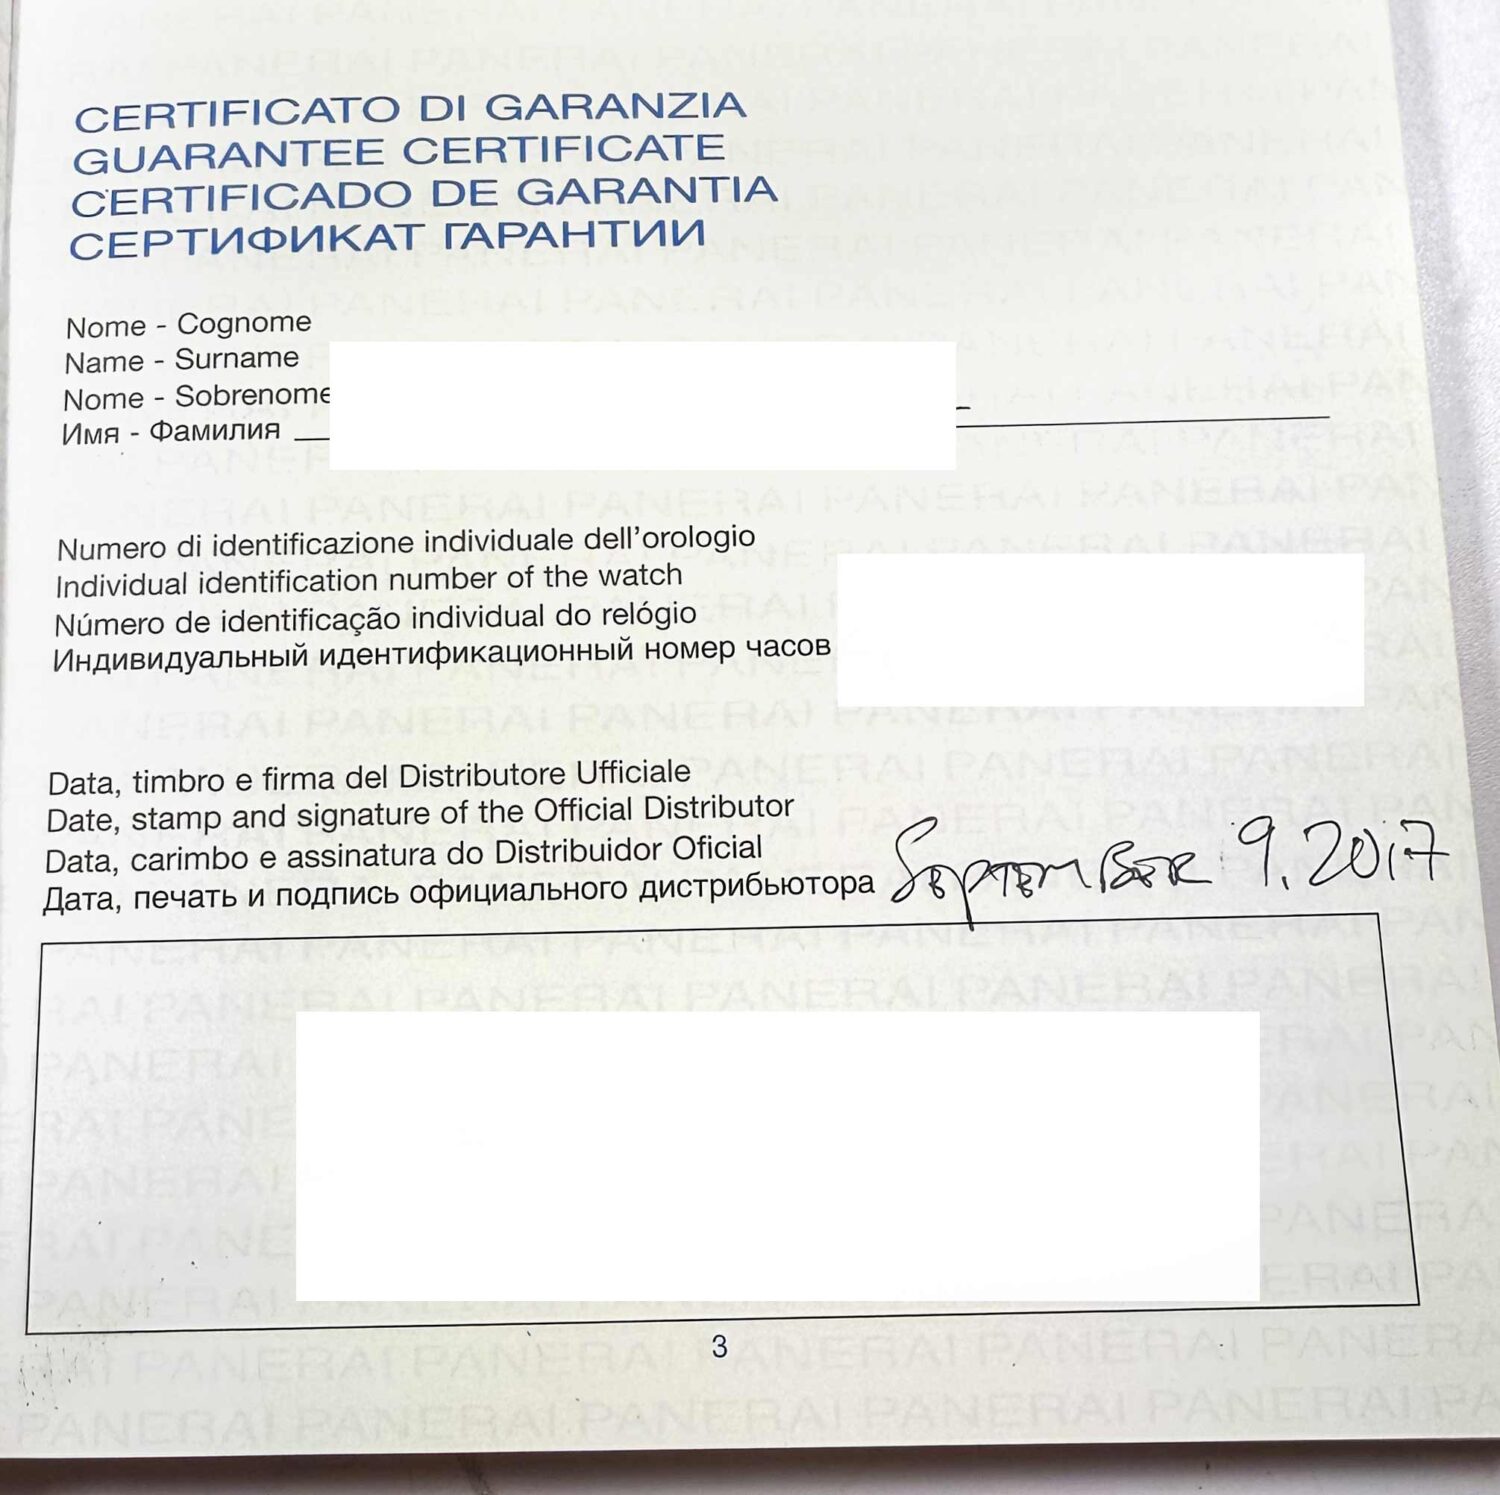 CERTIFICATO DI GARANZIA
GUARANTEE CERTIFICATE
CERTIFICADO DE GARANTIA
СЕРТИФИКАТ ГАРАНТИИ
Nome - Cognome
Name - Surname
Nome - Sobrenome
Имя - Фамилия
Numero di identificazione individuale dell'orologio
Individual identification number of the watch
Número de identificação individual do relógio
Индивидуальный идентификационный номер часов
Data, timbro e firma del Distributore Ufficiale
Date, stamp and signature of the Official Distributor
Data, carimbo e assinatura do Distribuidor Oficial
Дата, печать и подпись официального дистрибьютора SEPTEMBER 9, 2017
3